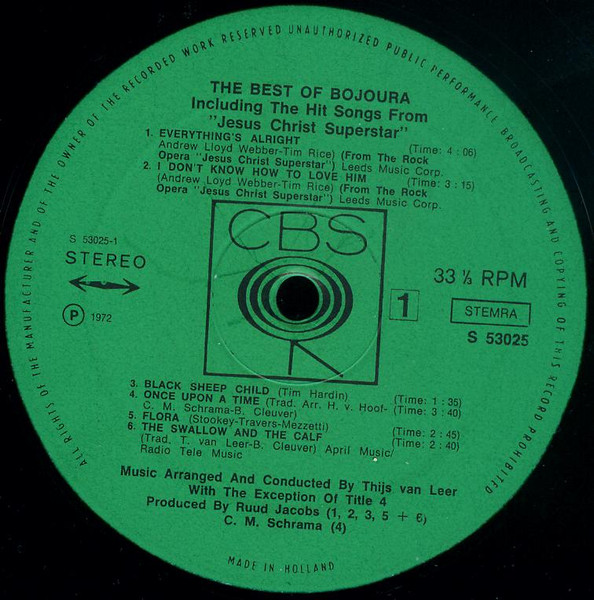 ALL RIGHTS OF THE MANUFACTURER AND OF THE OWNER OF THE RECORDED WORK RESERVED UNAUTHORIZED PUBLIC PERFORMANCE BROADCASTING AND COPYING OF THIS RECORD PROHIBITED
THE BEST OF BOJOURA
Including The Hit Songs From
"Jesus Christ Superstar"
1. EVERYTHING'S ALRIGHT (Time: 4:06)
Andrew Lloyd Webber-Tim Rice) (From The Rock
Opera "Jesus Christ Superstar") Leeds Music Corp.
2. I DON'T KNOW HOW TO LOVE HIM (Time: 3:15)
(Andrew Lloyd Webber-Tim Rice) (From The Rock
Opera "Jesus Christ Superstar") Leeds Music Corp.
CBS
S 53025-1
STEREO
33 ⅓ RPM
1
STEMRA
S 53025
P 1972
3. BLACK SHEEP CHILD (Tim Hardin) (Time: 1:35)
4. ONCE UPON A TIME (Trad. Arr. H. v. Hoof- (Time: 3:40)
C. M. Schrama-B. Cleuver)
5. FLORA (Stookey-Travers-Mezzetti) (Time: 2:45)
6. THE SWALLOW AND THE CALF (Time: 2:40)
(Trad. T. van Leer-B. Cleuver) April Music/
Radio Tele Music
Music Arranged And Conducted By Thijs van Leer
With The Exception Of Title 4
Produced By Ruud Jacobs (1, 2, 3, 5 + 6)
C. M. Schrama (4)
MADE IN HOLLAND